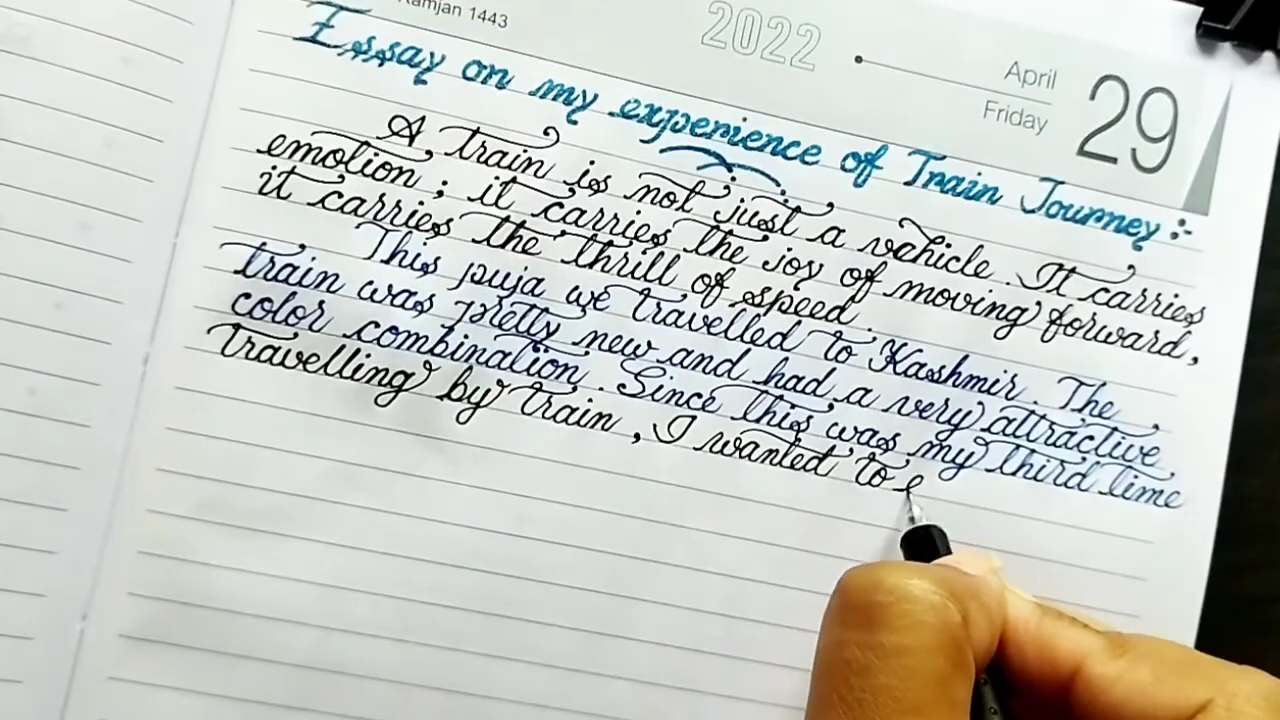 Ramjan 1443
2022
April
Friday
29
Essay on my experience of Train Journey :-
A train is not just a vehicle. It carries
emotion ; it carries the joy of moving forward,
it carries the thrill of speed.
This puja we travelled to Kashmir. The
train was pretty new and had a very attractive
color combination. Since this was my third time
travelling by train, I wanted to e